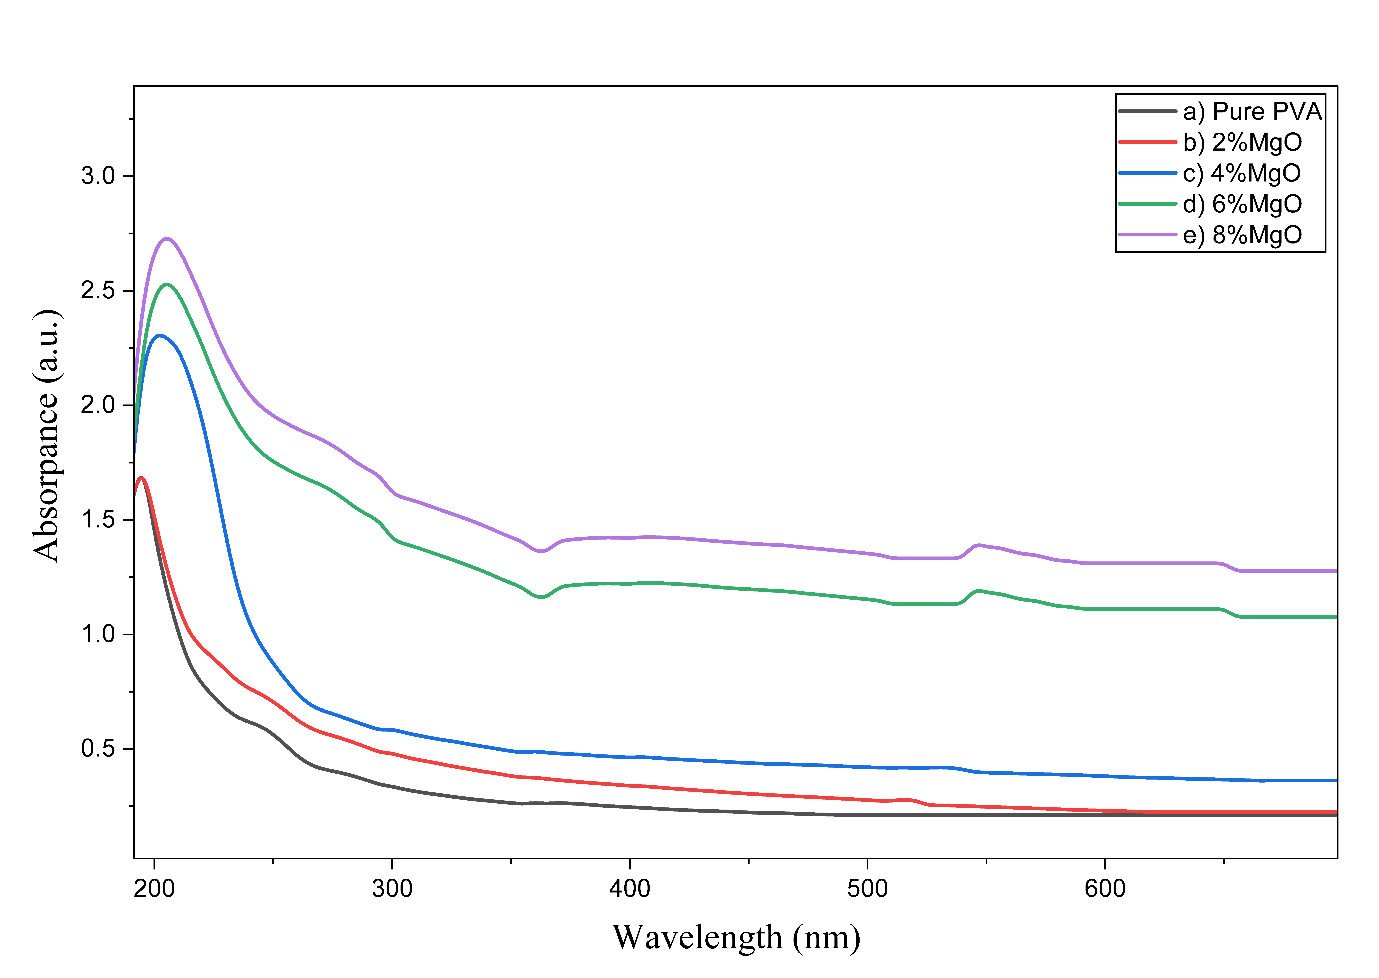 a) Pure PVA
b) 2%MgO
c) 4%MgO
d) 6%MgO
e) 8%MgO
3.0
2.5
2.0
1.5
1.0
0.5
Absorpance (a.u.)
200 300 400 500 600
Wavelength (nm)